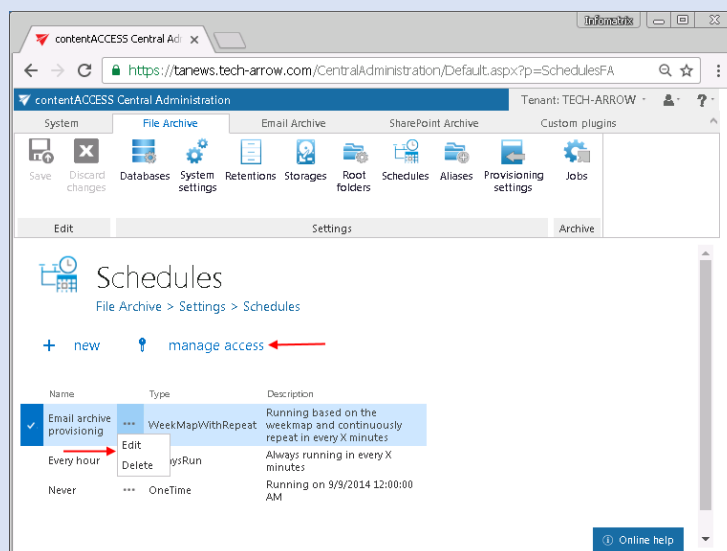 Infomatrix
contentACCESS Central Adı
https://tanews.tech-arrow.com/CentralAdministration/Default.aspx?p=SchedulesFA
contentACCESS Central Administration
Tenant: TECH-ARROW
System
File Archive
Email Archive
SharePoint Archive
Custom plugins
Save
Discard changes
Databases
System settings
Retentions
Storages
Root folders
Schedules
Aliases
Provisioning settings
Jobs
Edit
Settings
Archive
Schedules
File Archive > Settings > Schedules
+ new
manage access
Name
Type
Description
Email archive provisionig
... WeekMapWithRepeat
Running based on the
weekmap and continuously
repeat in every X minutes
Edit
Delete
Every hour
ysRun
Always running in every X
minutes
Never
... OneTime
Running on 9/9/2014 12:00:00
AM
Online help